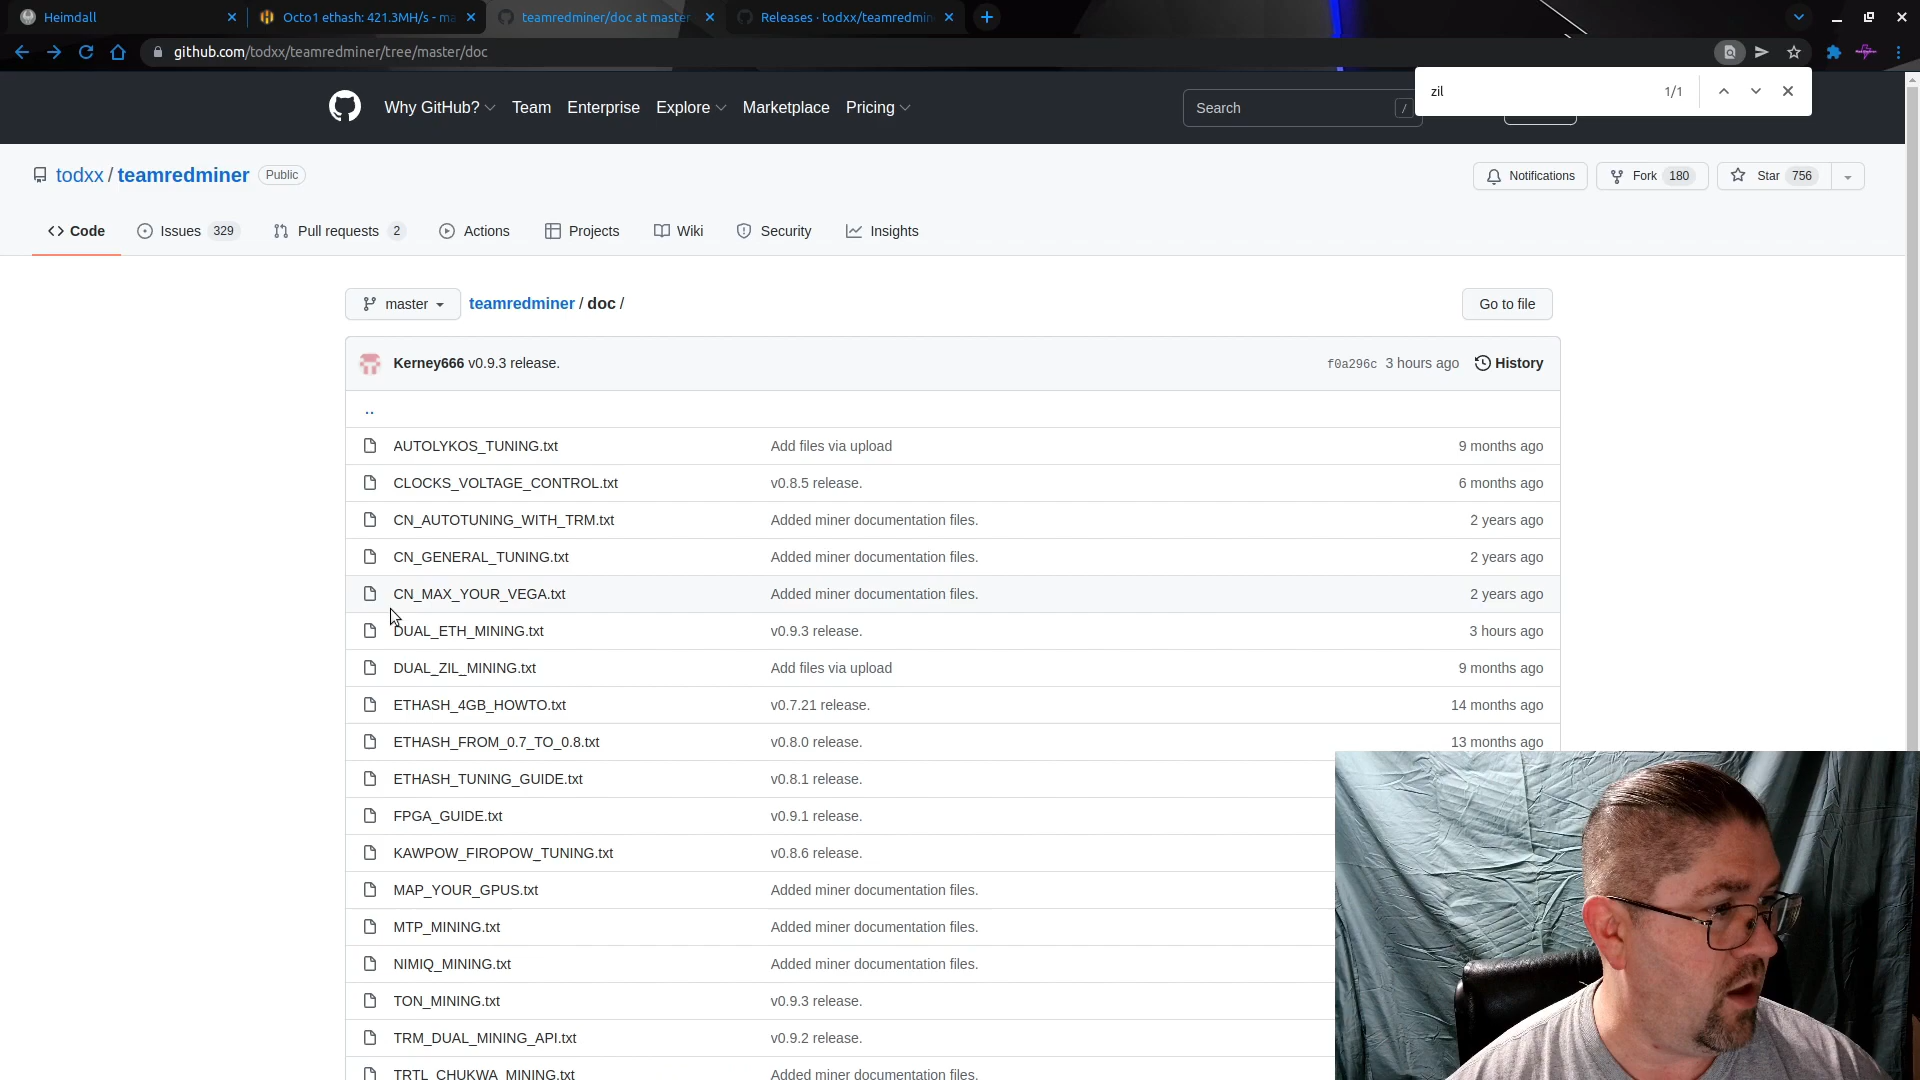 Heimdall
Octo1 ethash: 421.3MH/s - ma
teamredminer/doc at master
Releases · todxx/teamredmin
github.com/todxx/teamredminer/tree/master/doc
zil 1/1
Why GitHub? Team Enterprise Explore Marketplace Pricing
Search /
todxx / teamredminer Public
Notifications Fork 180 Star 756
Code Issues 329 Pull requests 2 Actions Projects Wiki Security Insights
master teamredminer / doc / Go to file
Kerney666 v0.9.3 release. f0a296c 3 hours ago History
..
AUTOLYKOS_TUNING.txt Add files via upload 9 months ago
CLOCKS_VOLTAGE_CONTROL.txt v0.8.5 release. 6 months ago
CN_AUTOTUNING_WITH_TRM.txt Added miner documentation files. 2 years ago
CN_GENERAL_TUNING.txt Added miner documentation files. 2 years ago
CN_MAX_YOUR_VEGA.txt Added miner documentation files. 2 years ago
DUAL_ETH_MINING.txt v0.9.3 release. 3 hours ago
DUAL_ZIL_MINING.txt Add files via upload 9 months ago
ETHASH_4GB_HOWTO.txt v0.7.21 release. 14 months ago
ETHASH_FROM_0.7_TO_0.8.txt v0.8.0 release. 13 months ago
ETHASH_TUNING_GUIDE.txt v0.8.1 release.
FPGA_GUIDE.txt v0.9.1 release.
KAWPOW_FIROPOW_TUNING.txt v0.8.6 release.
MAP_YOUR_GPUS.txt Added miner documentation files.
MTP_MINING.txt Added miner documentation files.
NIMIQ_MINING.txt Added miner documentation files.
TON_MINING.txt v0.9.3 release.
TRM_DUAL_MINING_API.txt v0.9.2 release.
TRTL_CHUKWA_MINING.txt Added miner documentation files.